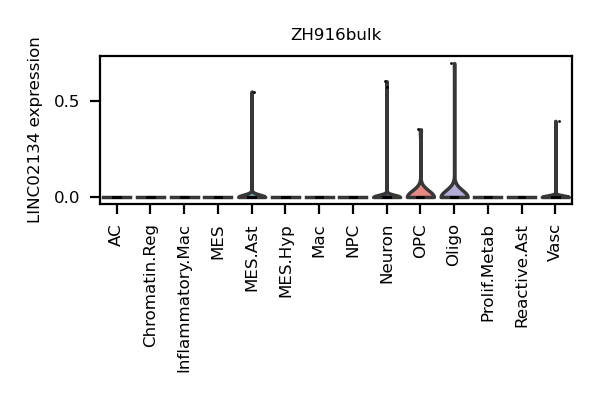 ZH916bulk
LINC02134 expression
0.5
0.0
AC
Chromatin.Reg
Inflammatory.Mac
MES
MES.Ast
MES.Hyp
Mac
NPC
Neuron
OPC
Oligo
Prolif.Metab
Reactive.Ast
Vasc